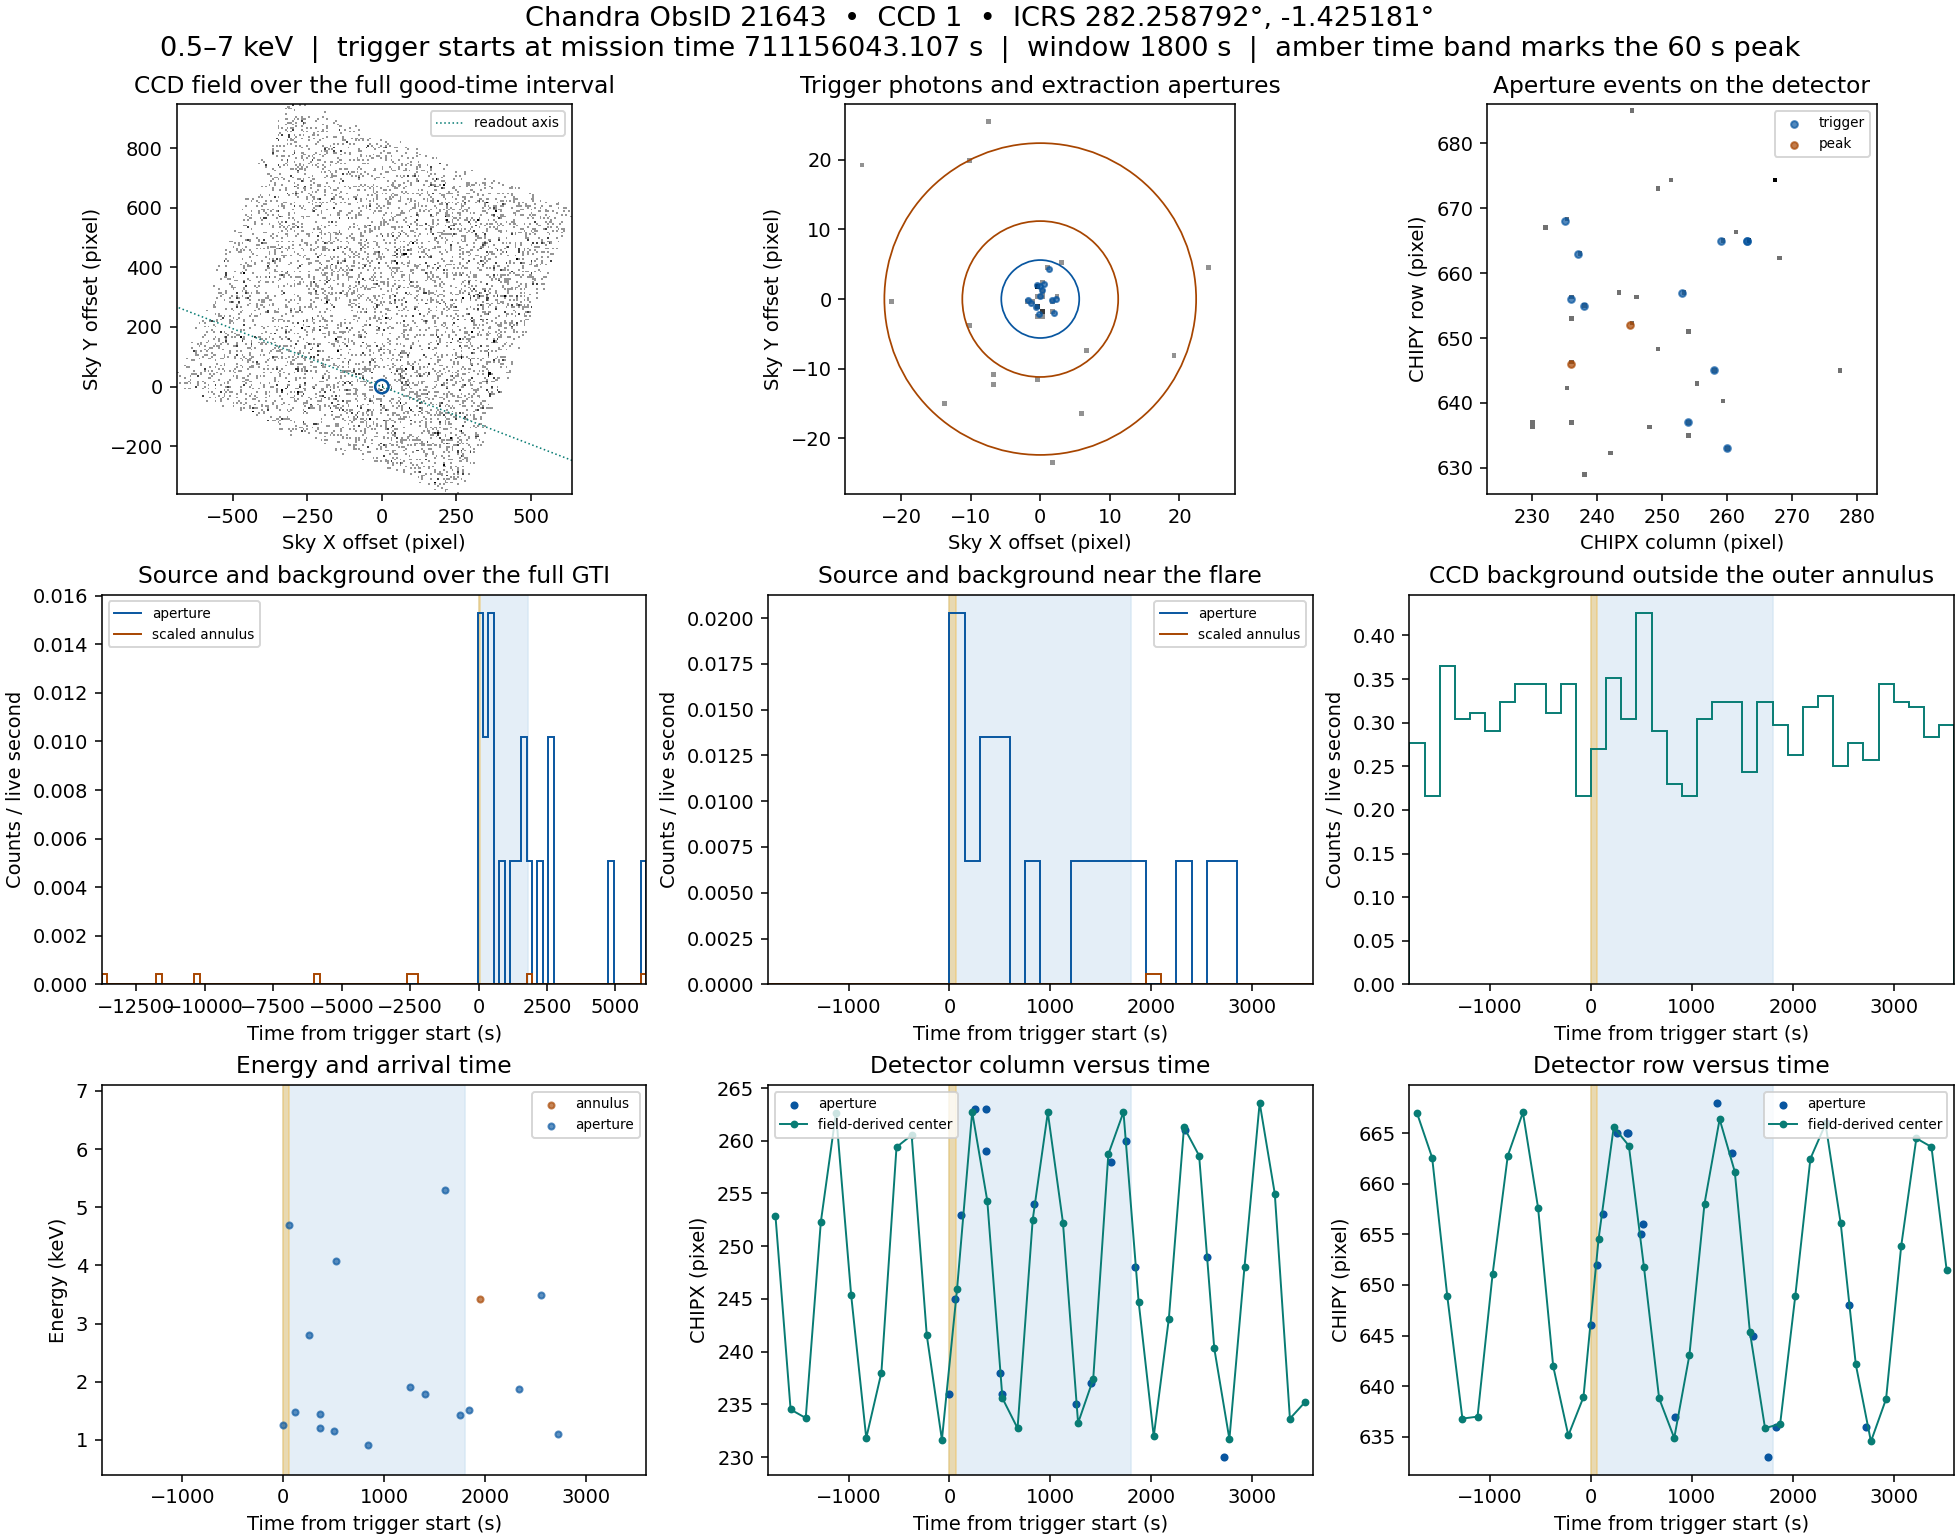 Chandra ObsID 21643 • CCD 1 • ICRS 282.258792°, -1.425181°
0.5–7 keV | trigger starts at mission time 711156043.107 s | window 1800 s | amber time band marks the 60 s peak
CCD field over the full good-time interval
readout axis
800
600
400
200
0
−200
Sky Y offset (pixel)
−500
−250
0
250
500
Sky X offset (pixel)
Trigger photons and extraction apertures
20
10
0
−10
−20
Sky Y offset (pixel)
−20
−10
0
10
20
Sky X offset (pixel)
Aperture events on the detector
trigger
peak
680
670
660
650
640
630
CHIPY row (pixel)
230
240
250
260
270
280
CHIPX column (pixel)
Source and background over the full GTI
aperture
scaled annulus
0.016
0.014
0.012
0.010
0.008
0.006
0.004
0.002
0.000
Counts / live second
−12500
−10000
−7500
−5000
−2500
0
2500
5000
Time from trigger start (s)
Source and background near the flare
aperture
scaled annulus
0.0200
0.0175
0.0150
0.0125
0.0100
0.0075
0.0050
0.0025
0.0000
Counts / live second
−1000
0
1000
2000
3000
Time from trigger start (s)
CCD background outside the outer annulus
0.40
0.35
0.30
0.25
0.20
0.15
0.10
0.05
0.00
Counts / live second
−1000
0
1000
2000
3000
Time from trigger start (s)
Energy and arrival time
annulus
aperture
7
6
5
4
3
2
1
Energy (keV)
−1000
0
1000
2000
3000
Time from trigger start (s)
Detector column versus time
aperture
field-derived center
265
260
255
250
245
240
235
230
CHIPX (pixel)
−1000
0
1000
2000
3000
Time from trigger start (s)
Detector row versus time
aperture
field-derived center
665
660
655
650
645
640
635
CHIPY (pixel)
−1000
0
1000
2000
3000
Time from trigger start (s)